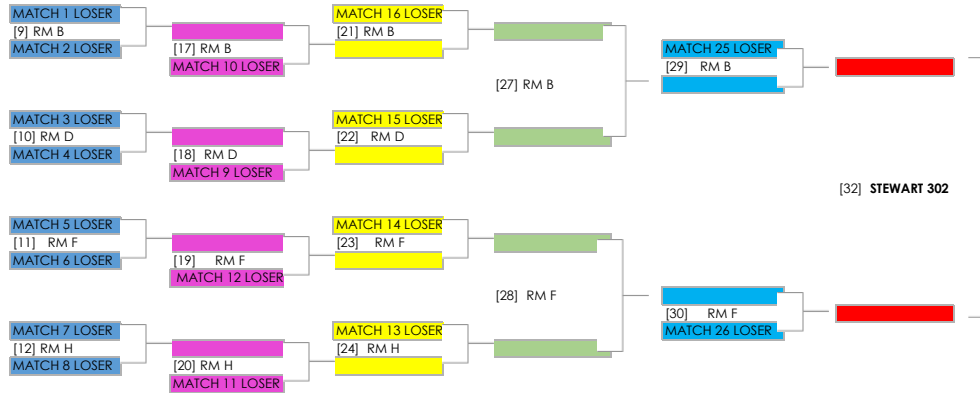 MATCH 1 LOSER
[9] RM B
MATCH 2 LOSER
[17] RM B
MATCH 10 LOSER
MATCH 16 LOSER
[21] RM B
[27] RM B
MATCH 25 LOSER
[29] RM B
MATCH 3 LOSER
[10] RM D
MATCH 4 LOSER
[18] RM D
MATCH 9 LOSER
MATCH 15 LOSER
[22] RM D
[32] STEWART 302
MATCH 5 LOSER
[11] RM F
MATCH 6 LOSER
[19] RM F
MATCH 12 LOSER
MATCH 14 LOSER
[23] RM F
[28] RM F
[30] RM F
MATCH 26 LOSER
MATCH 7 LOSER
[12] RM H
MATCH 8 LOSER
[20] RM H
MATCH 11 LOSER
MATCH 13 LOSER
[24] RM H